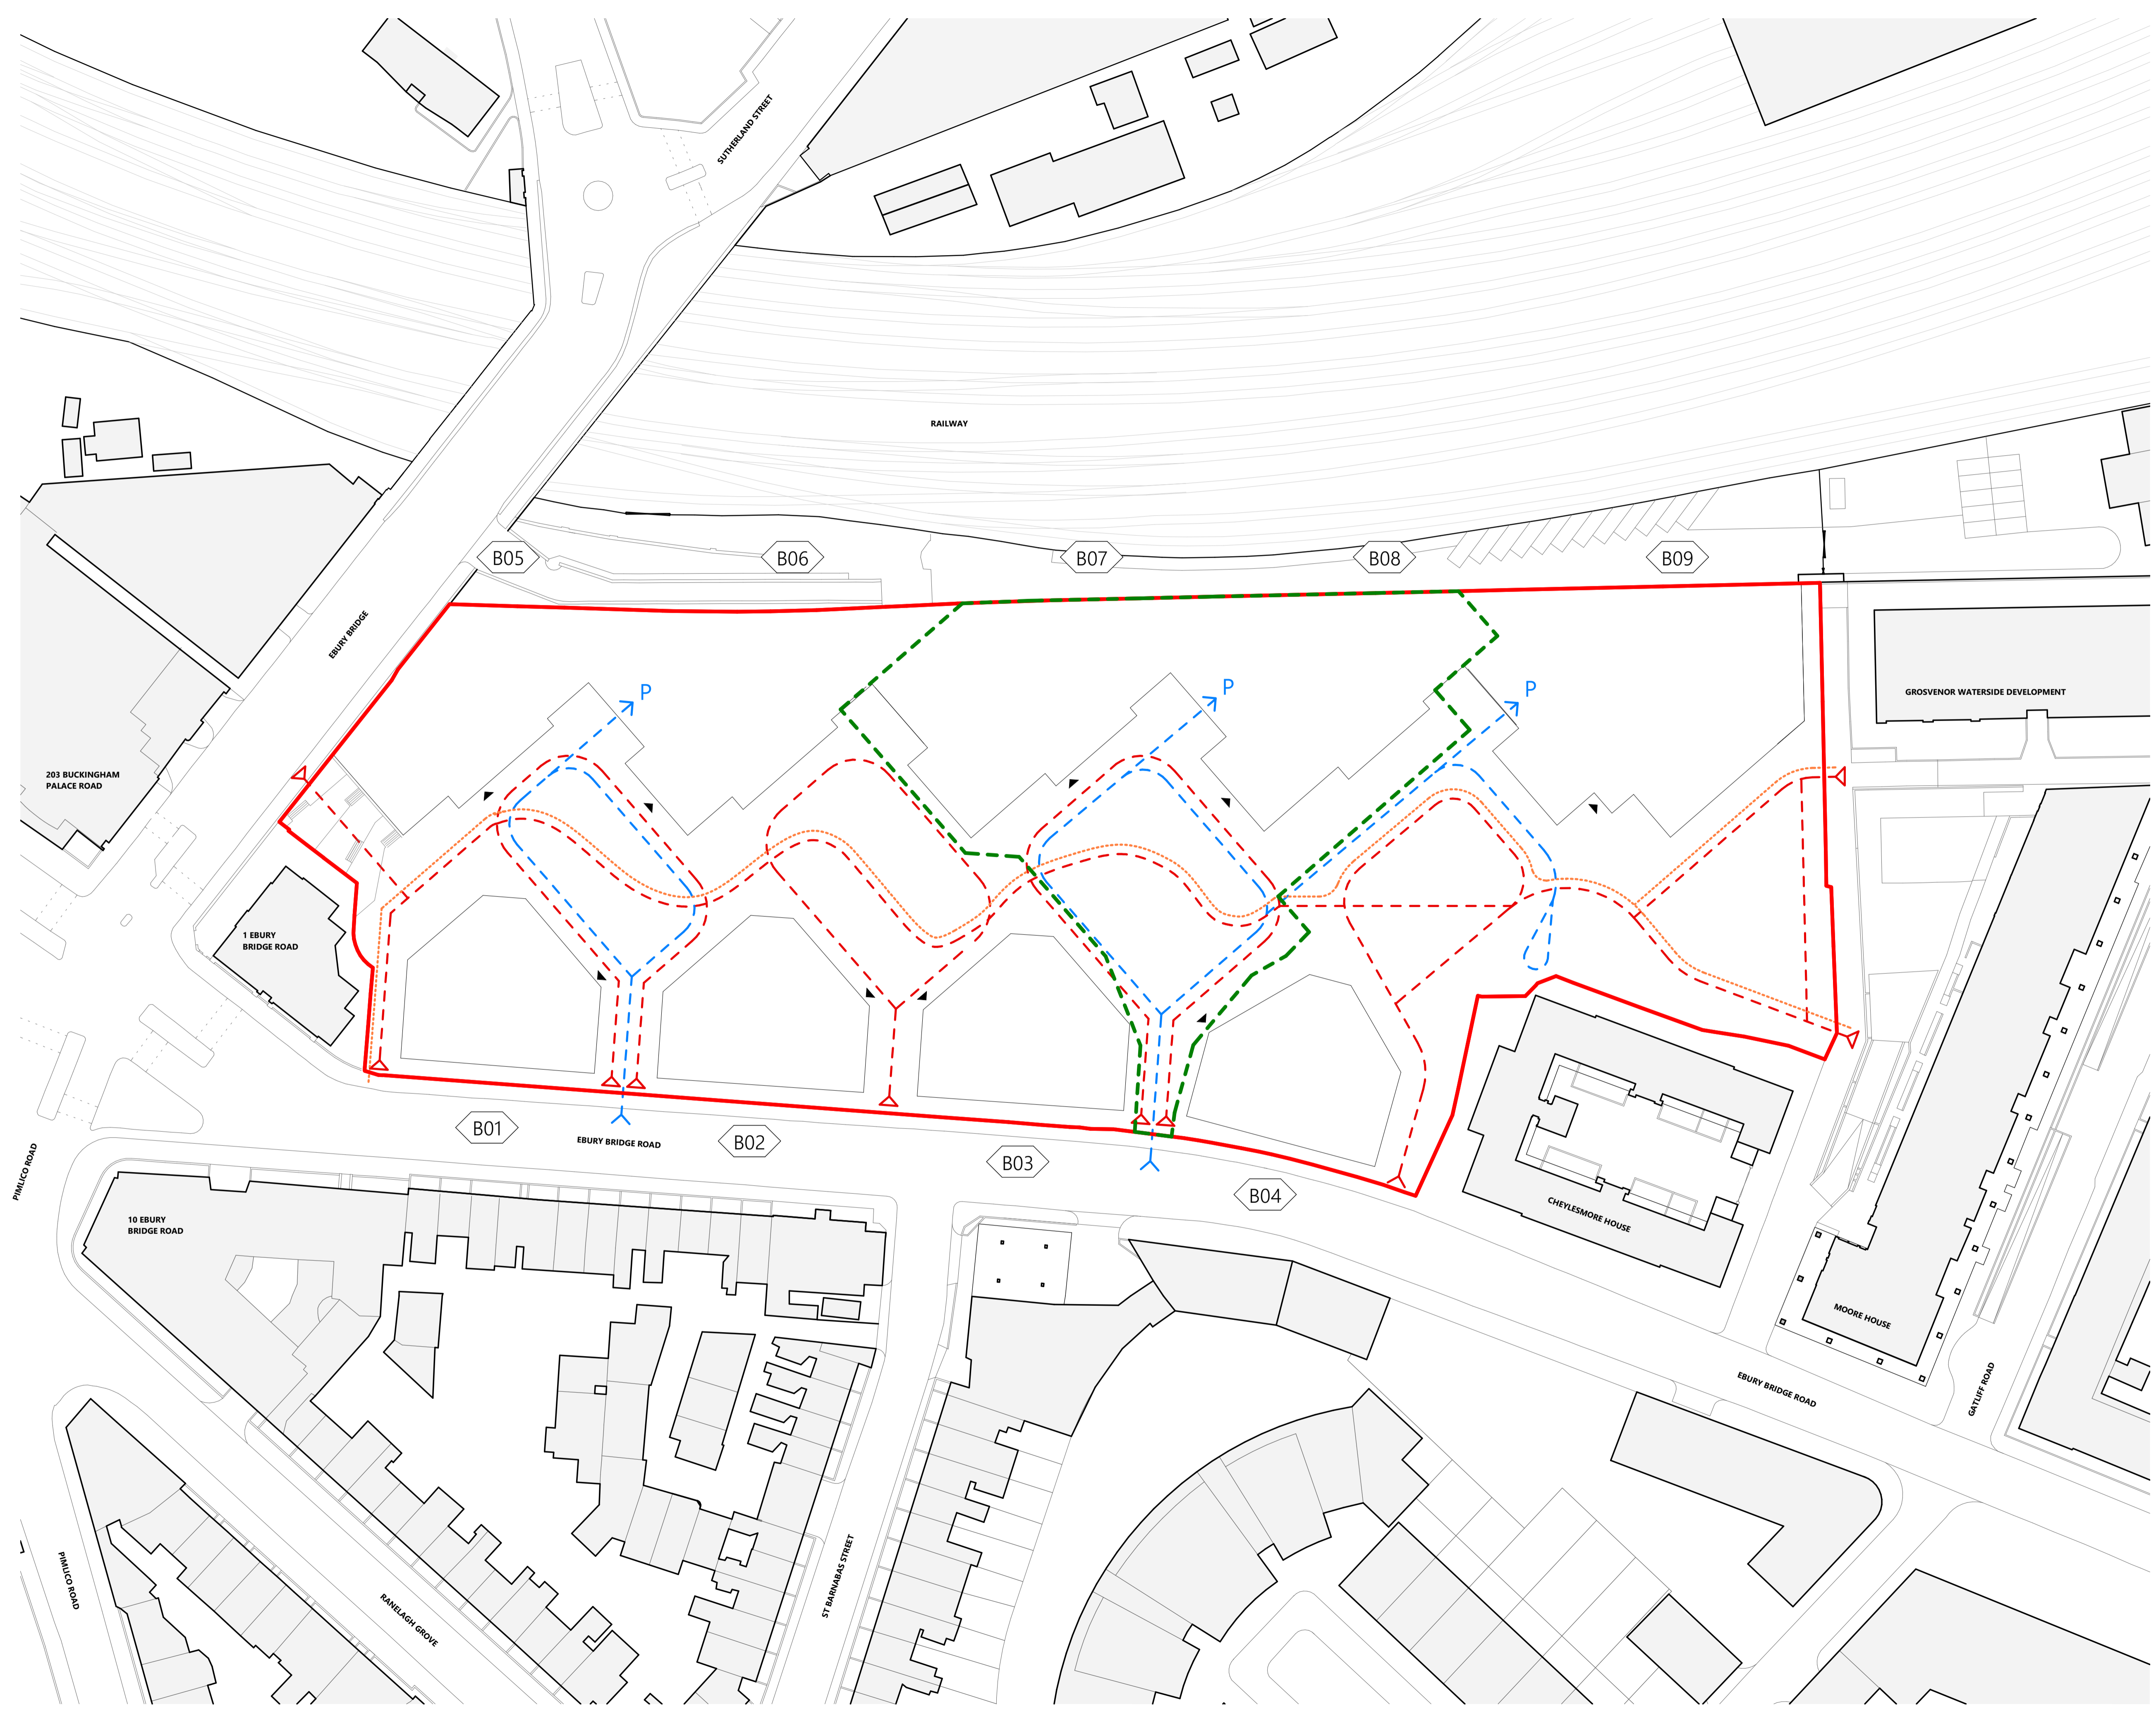 SUTHERLAND STREET
RAILWAY
B05
B06
B07
B08
B09
EBURY BRIDGE
P
P
P
GROSVENOR WATERSIDE DEVELOPMENT
203 BUCKINGHAM
PALACE ROAD
1 EBURY
BRIDGE ROAD
B01
EBURY BRIDGE ROAD
B02
B03
B04
PIMLICO ROAD
10 EBURY
BRIDGE ROAD
CHEYLESMORE HOUSE
MOORE HOUSE
EBURY BRIDGE ROAD
GATLIFF ROAD
PIMLICO ROAD
RANELAGH GROVE
ST BARNABAS STREET